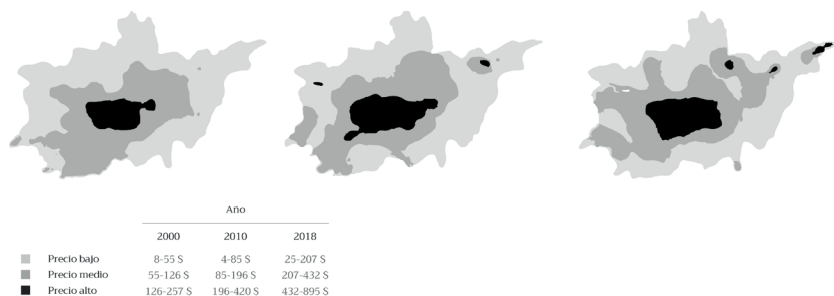 Año
2000 2010 2018
Precio bajo 8-55 $ 4-85 $ 25-207 $
Precio medio 55-126 $ 85-196 $ 207-432 $
Precio alto 126-257 $ 196-420 $ 432-895 $